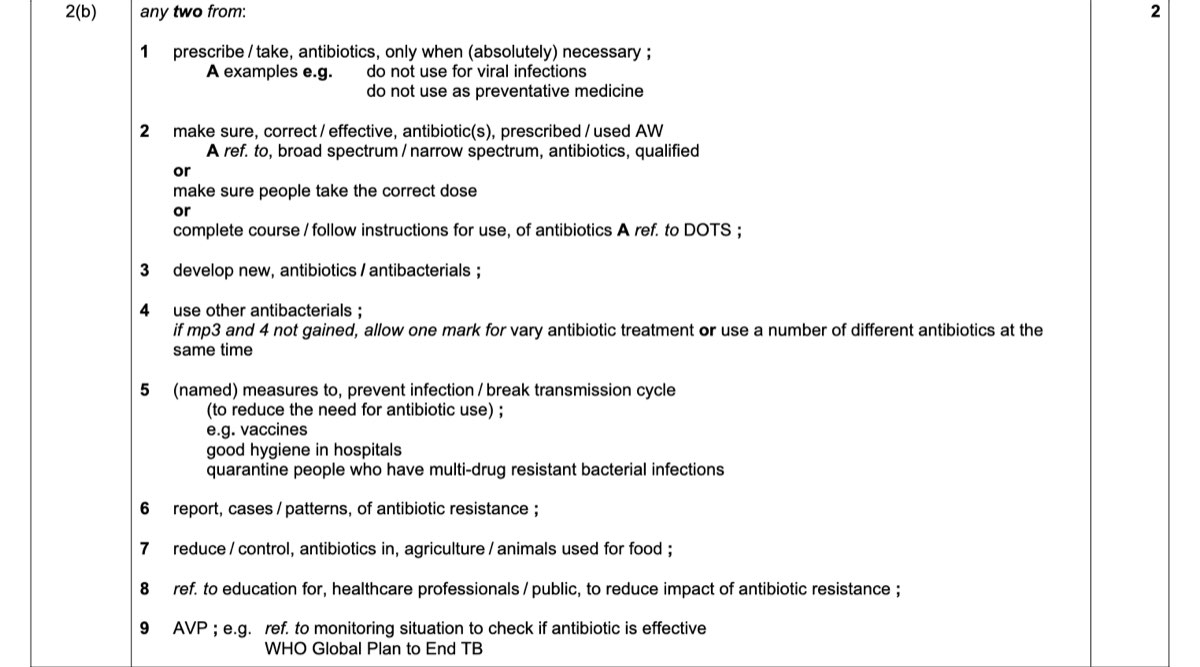 2(b) any two from: 2
1 prescribe / take, antibiotics, only when (absolutely) necessary ;
A examples e.g. do not use for viral infections
do not use as preventative medicine
2 make sure, correct / effective, antibiotic(s), prescribed / used AW
A ref. to, broad spectrum / narrow spectrum, antibiotics, qualified
or
make sure people take the correct dose
or
complete course / follow instructions for use, of antibiotics A ref. to DOTS ;
3 develop new, antibiotics / antibacterials ;
4 use other antibacterials ;
if mp3 and 4 not gained, allow one mark for vary antibiotic treatment or use a number of different antibiotics at the
same time
5 (named) measures to, prevent infection / break transmission cycle
(to reduce the need for antibiotic use) ;
e.g. vaccines
good hygiene in hospitals
quarantine people who have multi-drug resistant bacterial infections
6 report, cases / patterns, of antibiotic resistance ;
7 reduce / control, antibiotics in, agriculture / animals used for food ;
8 ref. to education for, healthcare professionals / public, to reduce impact of antibiotic resistance ;
9 AVP ; e.g. ref. to monitoring situation to check if antibiotic is effective
WHO Global Plan to End TB